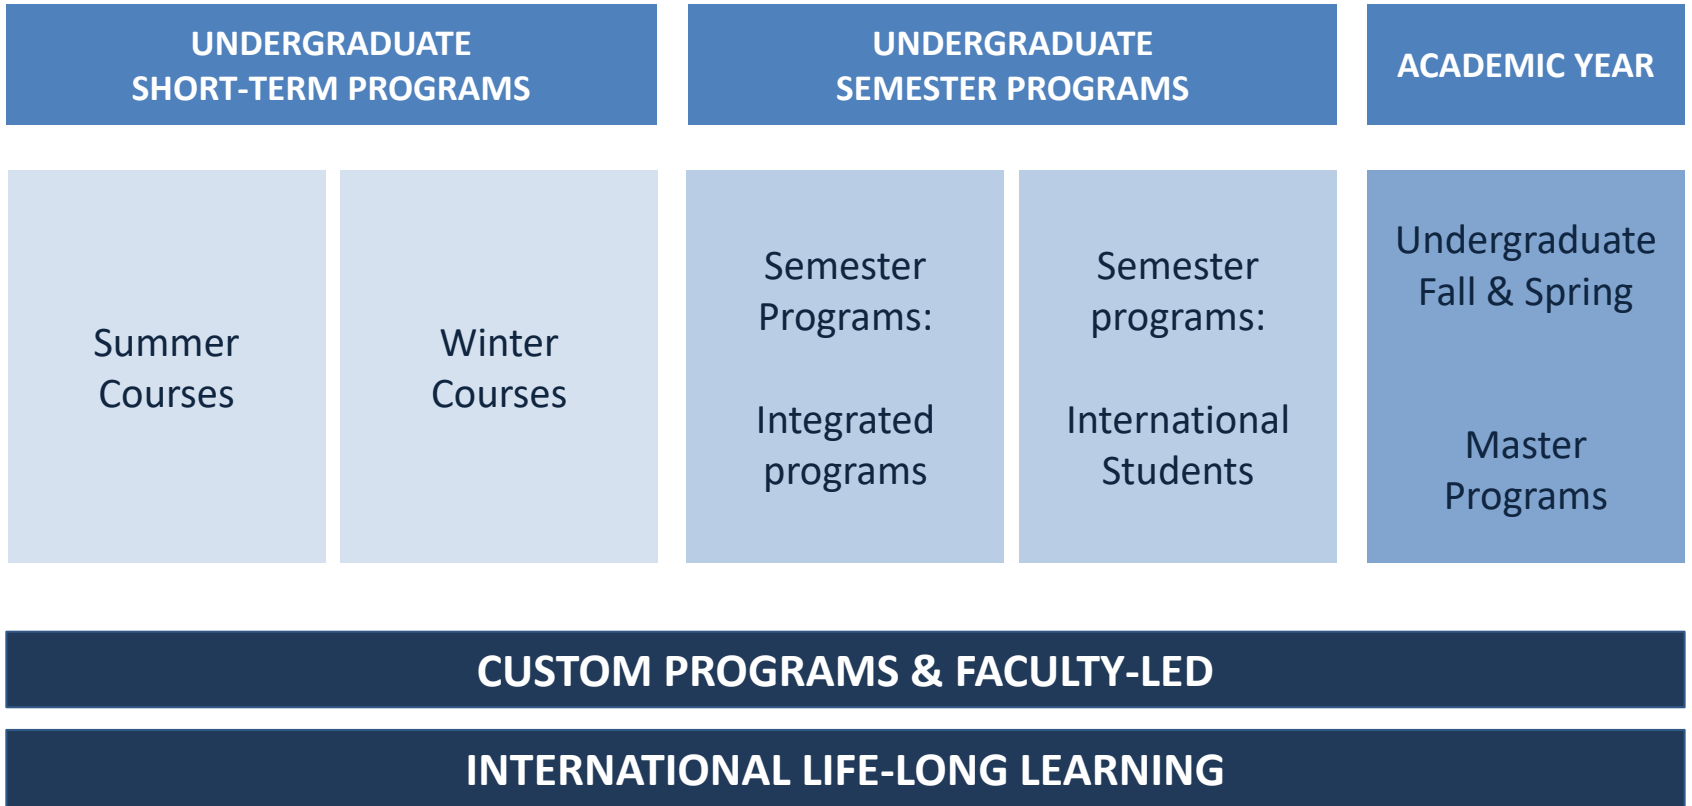 UNDERGRADUATE
SHORT-TERM PROGRAMS
UNDERGRADUATE
SEMESTER PROGRAMS
ACADEMIC YEAR
Summer
Courses
Winter
Courses
Semester
Programs:
Integrated
programs
Semester
programs:
International
Students
Undergraduate
Fall & Spring
Master
Programs
CUSTOM PROGRAMS & FACULTY-LED
INTERNATIONAL LIFE-LONG LEARNING